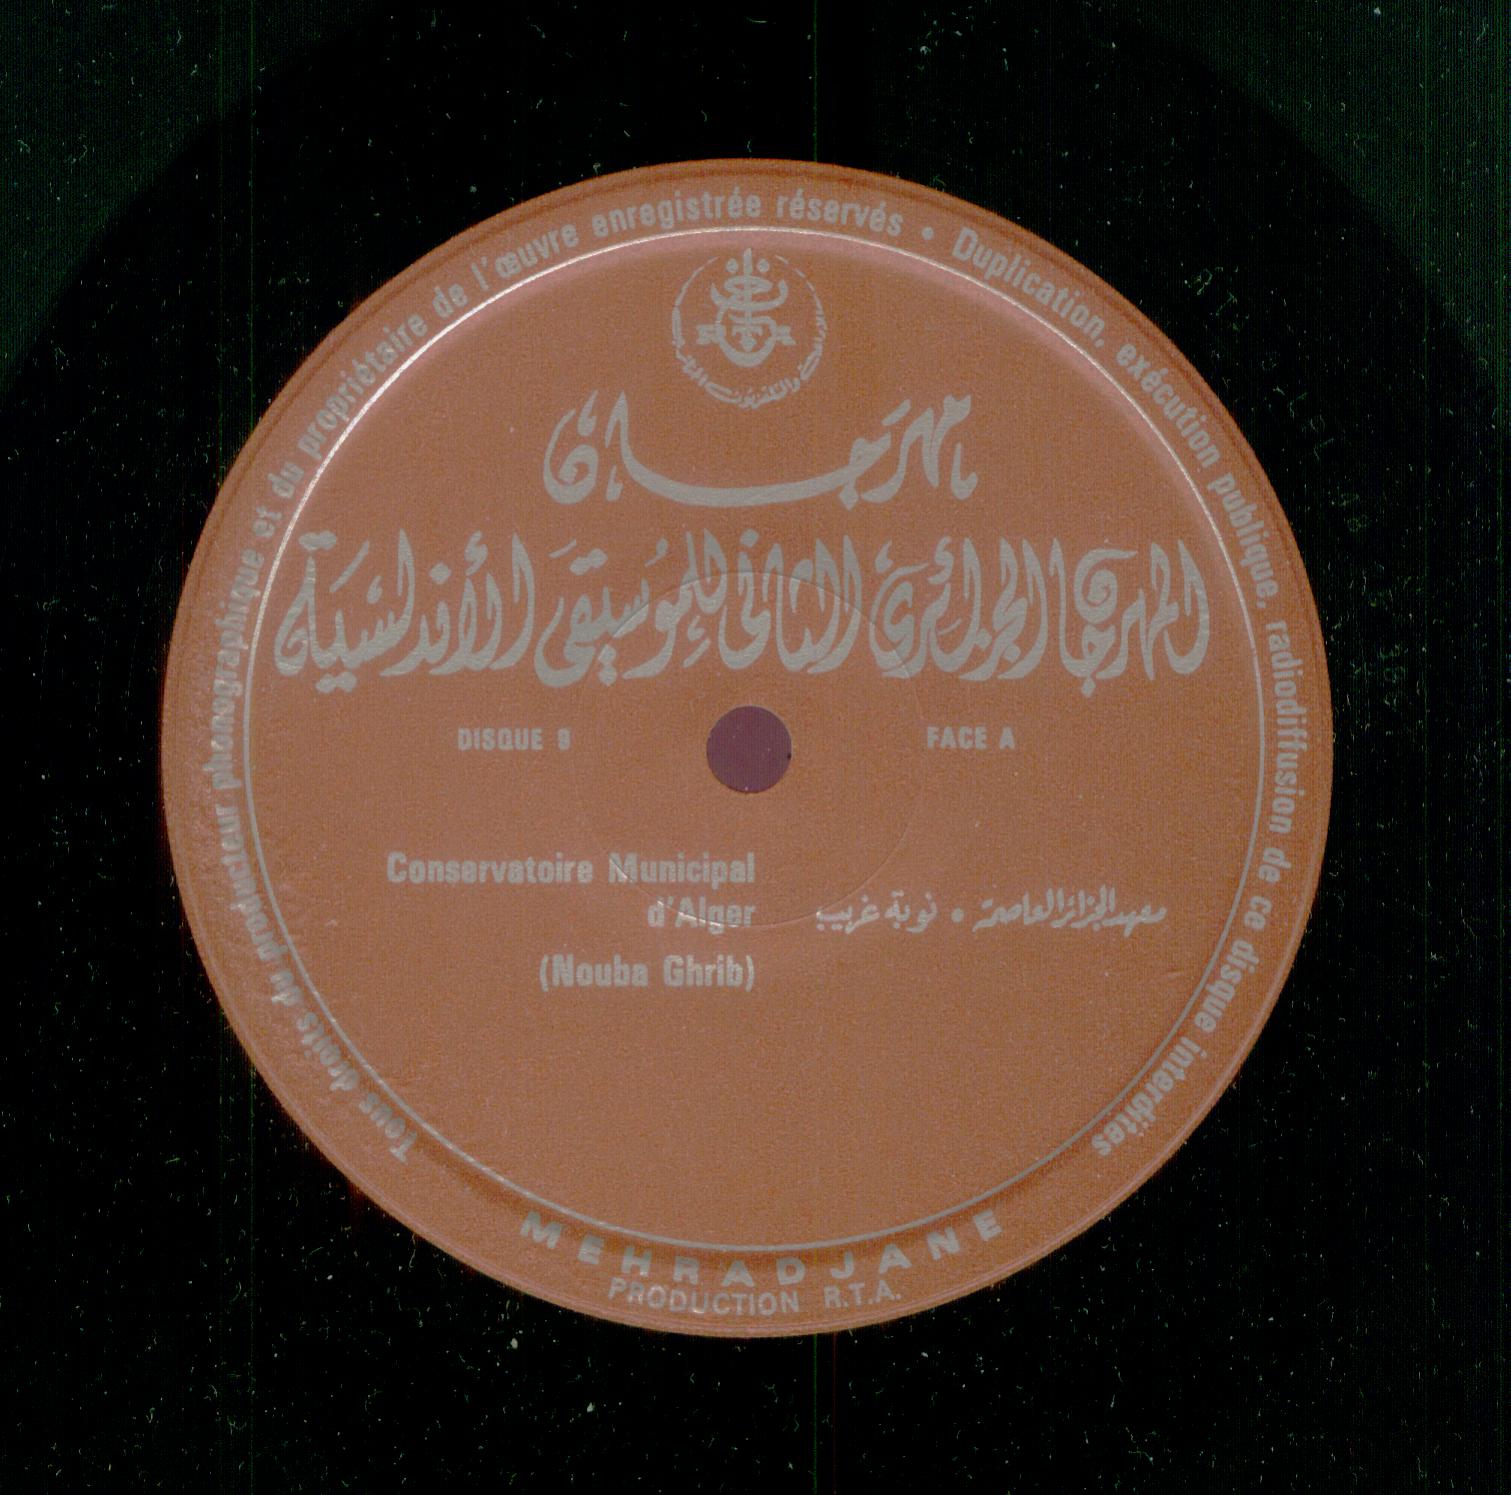 Tous droits du producteur phonographique et du propriétaire de l'œuvre enregistrée réservés • Duplication, exécution publique, radiodiffusion de ce disque interdites
مهرجان
المهرجان الجزائري الثاني للموسيقى الأندلسية
DISQUE 9
FACE A
Conservatoire Municipal
d'Alger
(Nouba Ghrib)
معهد الجزائر العاصمة • نوبة غريب
MEHRADJANE
PRODUCTION R.T.A.